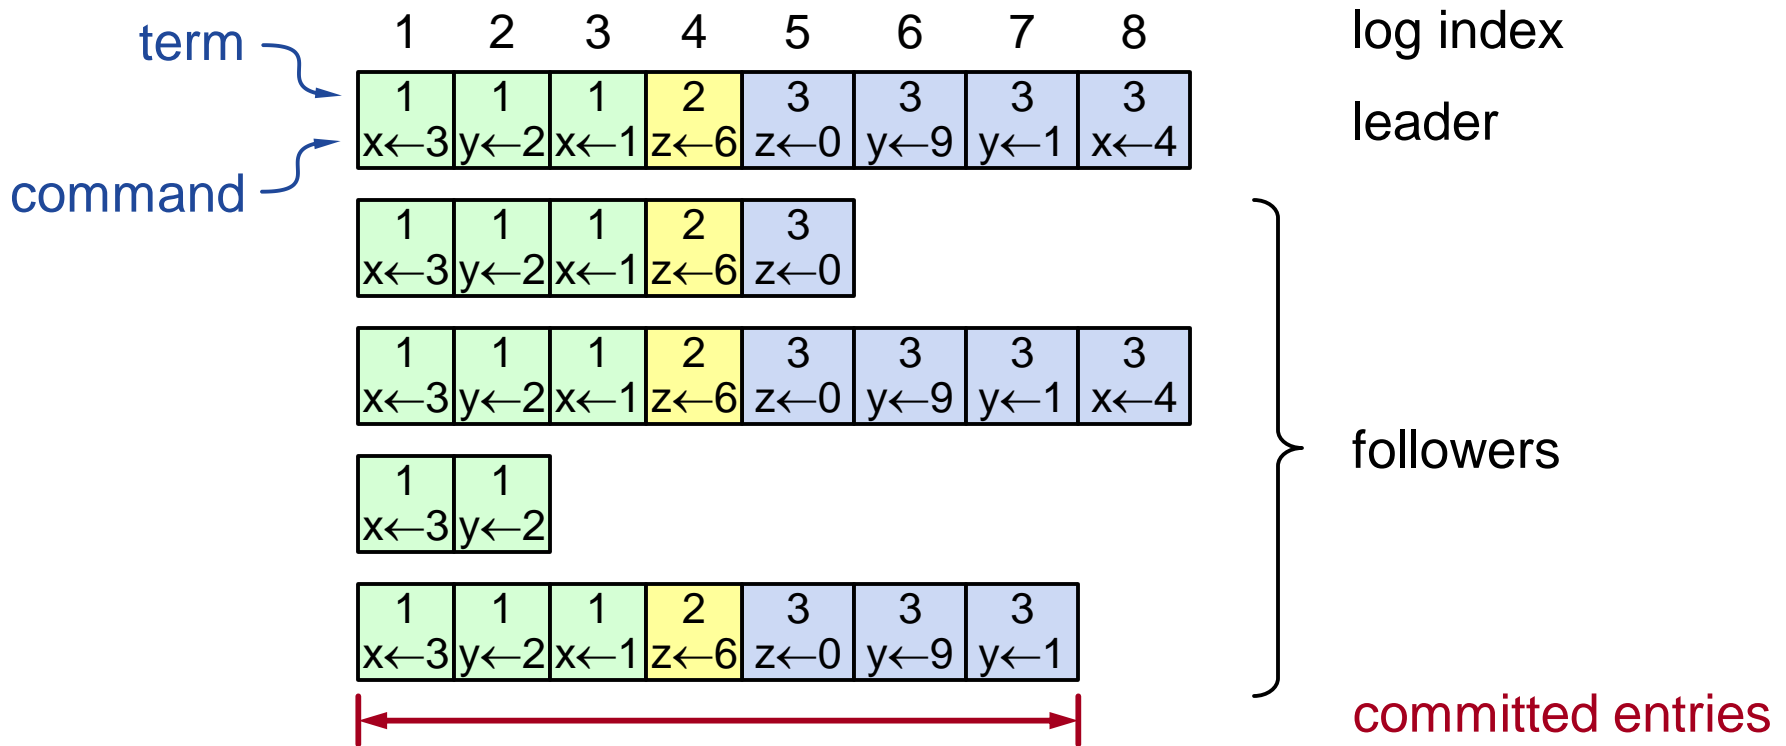 term
command
1 2 3 4 5 6 7 8 log index
1 1 1 2 3 3 3 3
x←3 y←2 x←1 z←6 z←0 y←9 y←1 x←4
leader
1 1 1 2 3
x←3 y←2 x←1 z←6 z←0
1 1 1 2 3 3 3 3
x←3 y←2 x←1 z←6 z←0 y←9 y←1 x←4
followers
1 1
x←3 y←2
1 1 1 2 3 3 3
x←3 y←2 x←1 z←6 z←0 y←9 y←1
committed entries